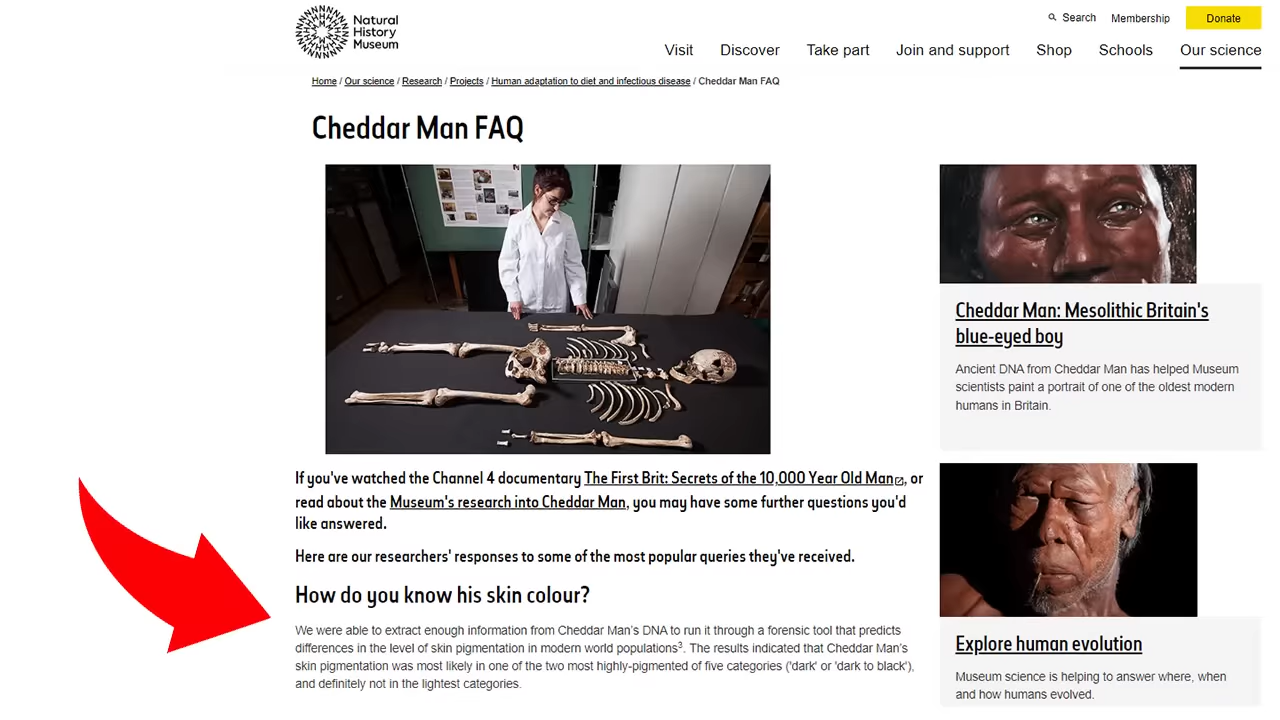 Natural
History
Museum
Search Membership Donate
Visit Discover Take part Join and support Shop Schools Our science
Home / Our science / Research / Projects / Human adaptation to diet and infectious disease / Cheddar Man FAQ
Cheddar Man FAQ
If you've watched the Channel 4 documentary The First Brit: Secrets of the 10,000 Year Old Man, or
read about the Museum's research into Cheddar Man, you may have some further questions you'd
like answered.
Here are our researchers' responses to some of the most popular queries they've received.
How do you know his skin colour?
We were able to extract enough information from Cheddar Man's DNA to run it through a forensic tool that predicts
differences in the level of skin pigmentation in modern world populations³. The results indicated that Cheddar Man's
skin pigmentation was most likely in one of the two most highly-pigmented of five categories ('dark' or 'dark to black'),
and definitely not in the lightest categories.
Cheddar Man: Mesolithic Britain's
blue-eyed boy
Ancient DNA from Cheddar Man has helped Museum
scientists paint a portrait of one of the oldest modern
humans in Britain.
Explore human evolution
Museum science is helping to answer where, when
and how humans evolved.